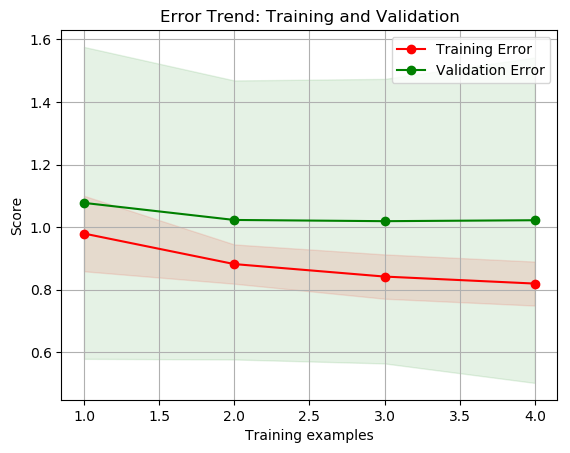 Error Trend: Training and Validation
Training Error
Validation Error
Score
1.6
1.4
1.2
1.0
0.8
0.6
1.0 1.5 2.0 2.5 3.0 3.5 4.0
Training examples